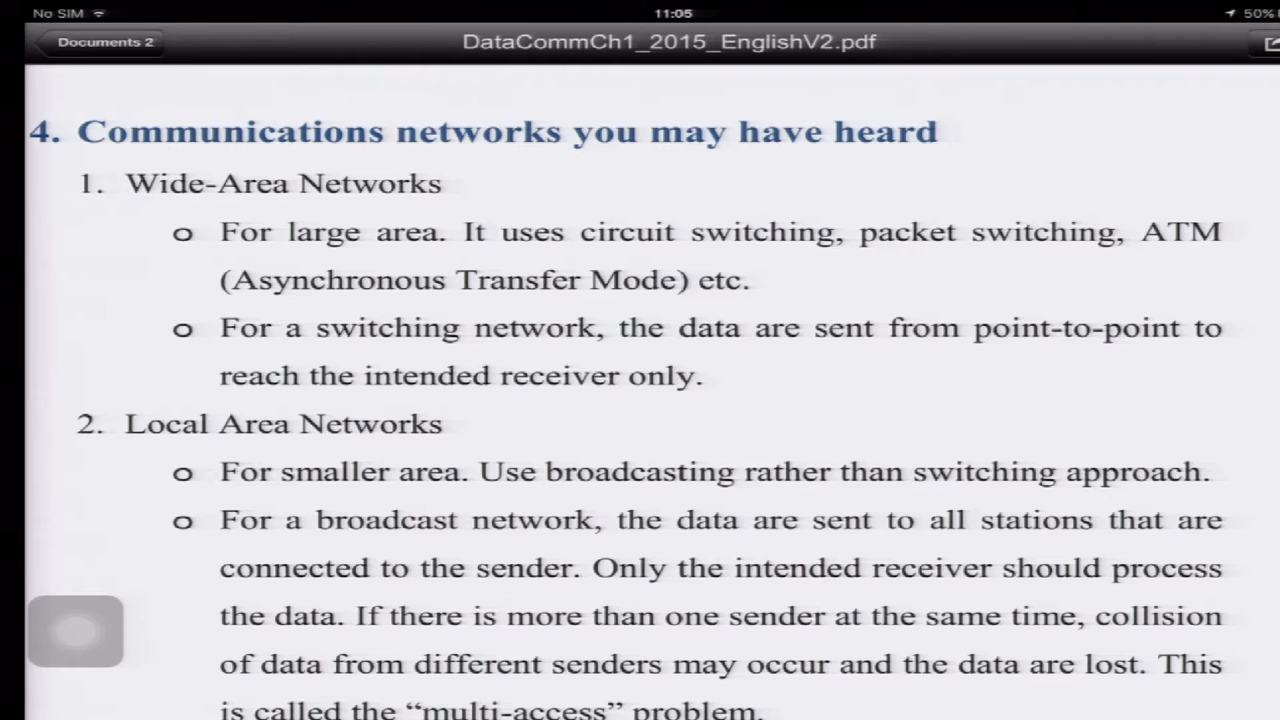 No SIM 11:05 50%
Documents 2 DataCommCh1_2015_EnglishV2.pdf
4. Communications networks you may have heard
1. Wide-Area Networks
o For large area. It uses circuit switching, packet switching, ATM
(Asynchronous Transfer Mode) etc.
o For a switching network, the data are sent from point-to-point to
reach the intended receiver only.
2. Local Area Networks
o For smaller area. Use broadcasting rather than switching approach.
o For a broadcast network, the data are sent to all stations that are
connected to the sender. Only the intended receiver should process
the data. If there is more than one sender at the same time, collision
of data from different senders may occur and the data are lost. This
is called the “multi-access” problem.